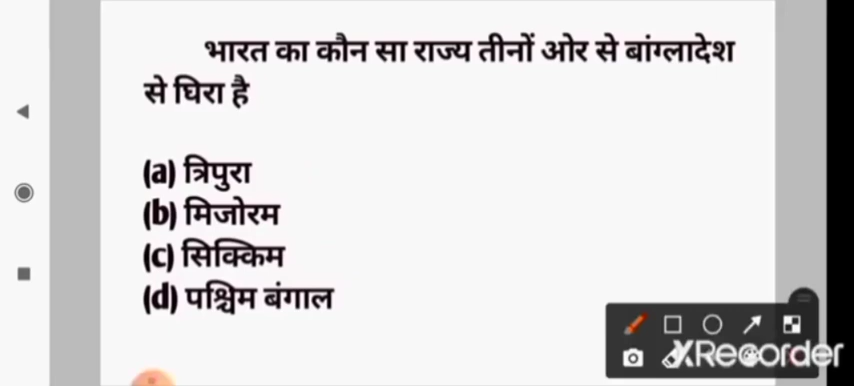 भारत का कौन सा राज्य तीनों ओर से बांग्लादेश
से घिरा है
(a) त्रिपुरा
(b) मिजोरम
(c) सिक्किम
(d) पश्चिम बंगाल
XRecorder